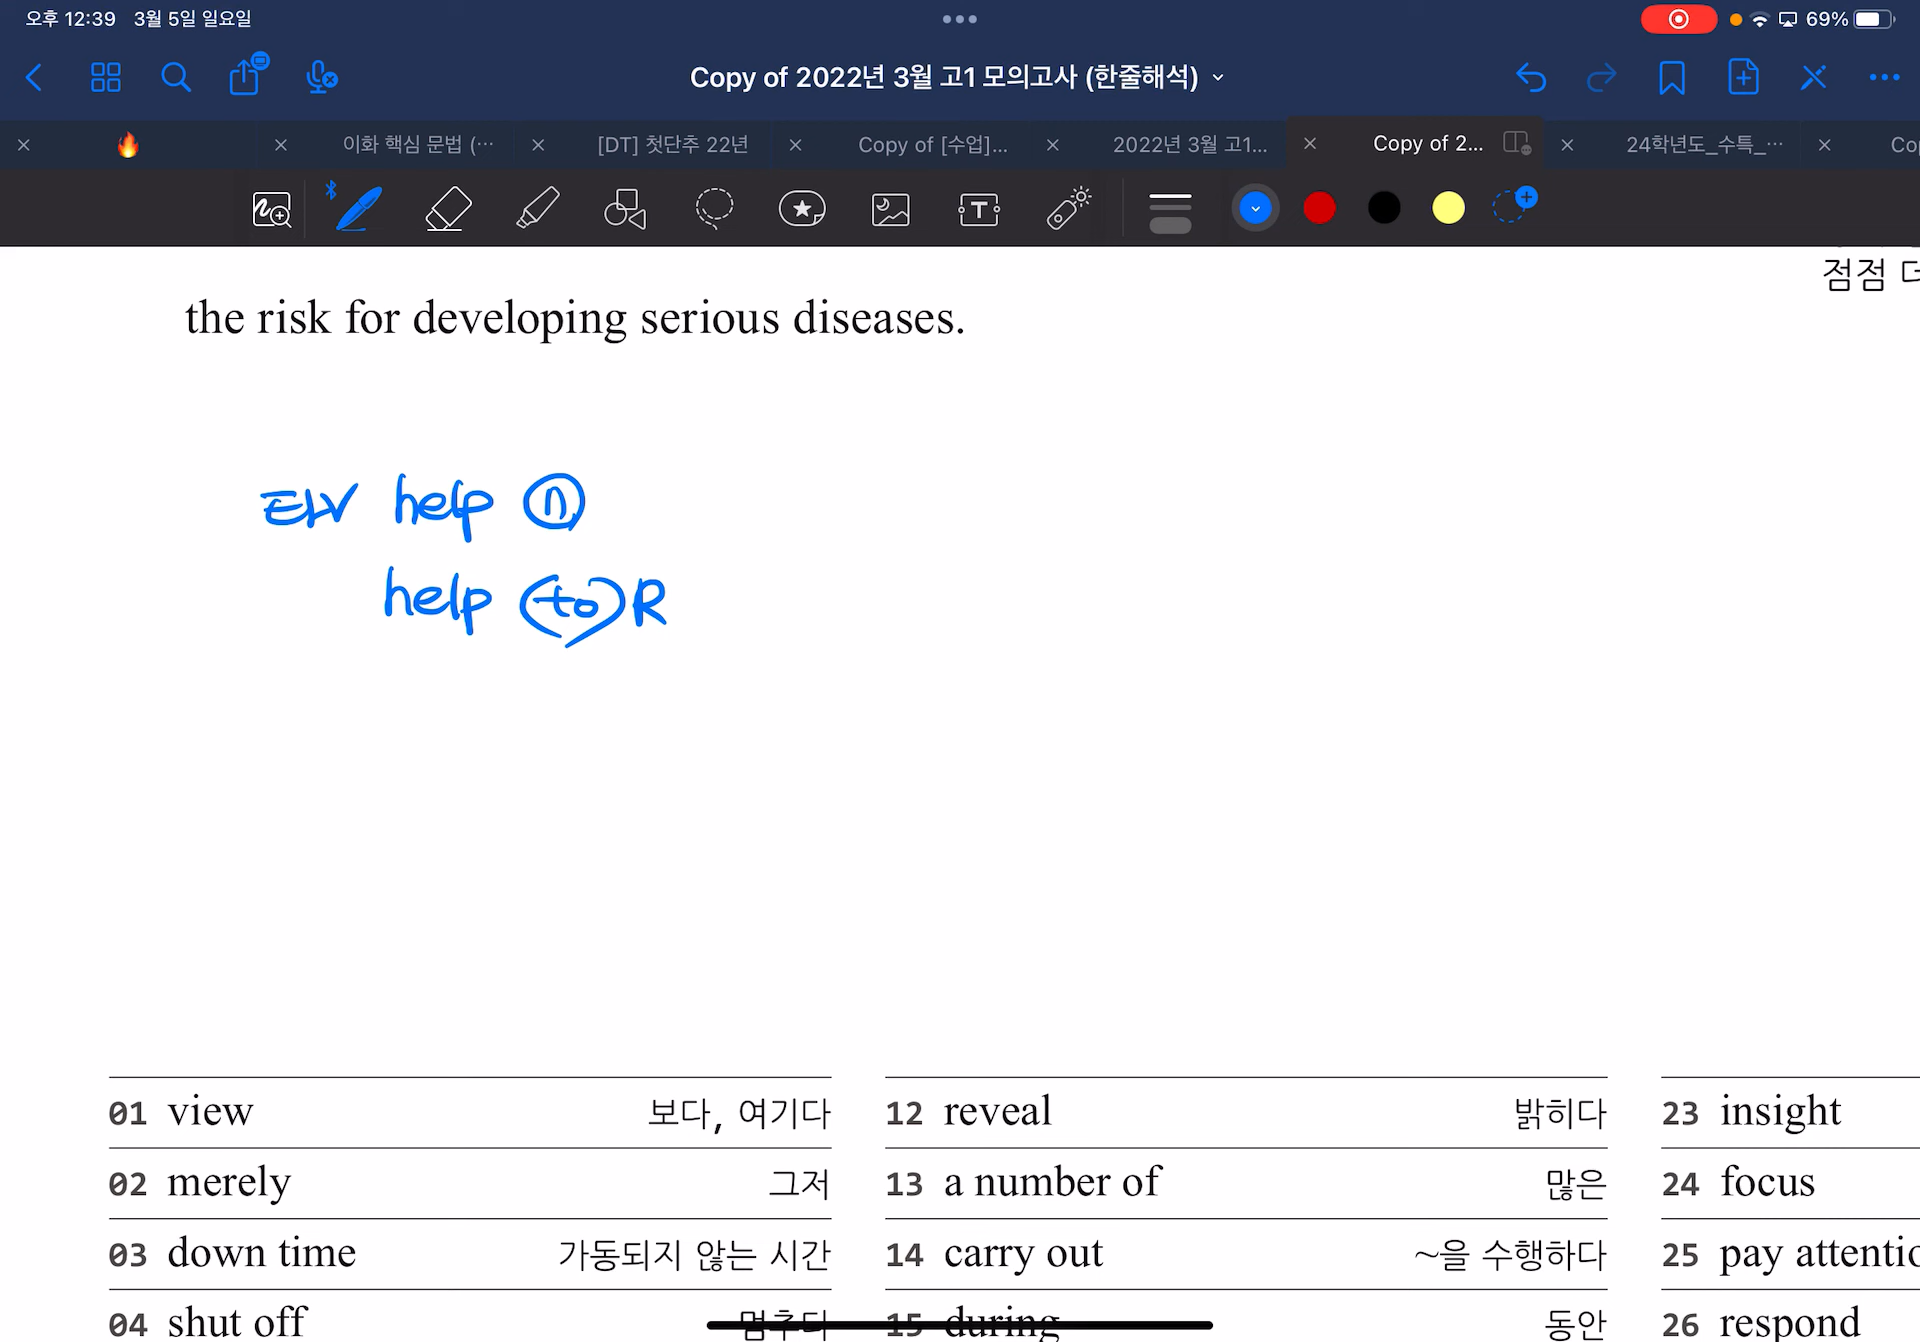 오후 12:39 3월 5일 일요일
69%
Copy of 2022년 3월 고1 모의고사 (한줄해석)
이화 핵심 문법 (…
[DT] 첫단추 22년
Copy of [수업]...
2022년 3월 고1...
Copy of 2...
24학년도_수특_…
점점 더
the risk for developing serious diseases.
help n
help (to) R
01 view 보다, 여기다
12 reveal 밝히다
23 insight
02 merely 그저
13 a number of 많은
24 focus
03 down time 가동되지 않는 시간
14 carry out ~을 수행하다
25 pay attentio
04 shut off 멈추다
15 during 동안
26 respond